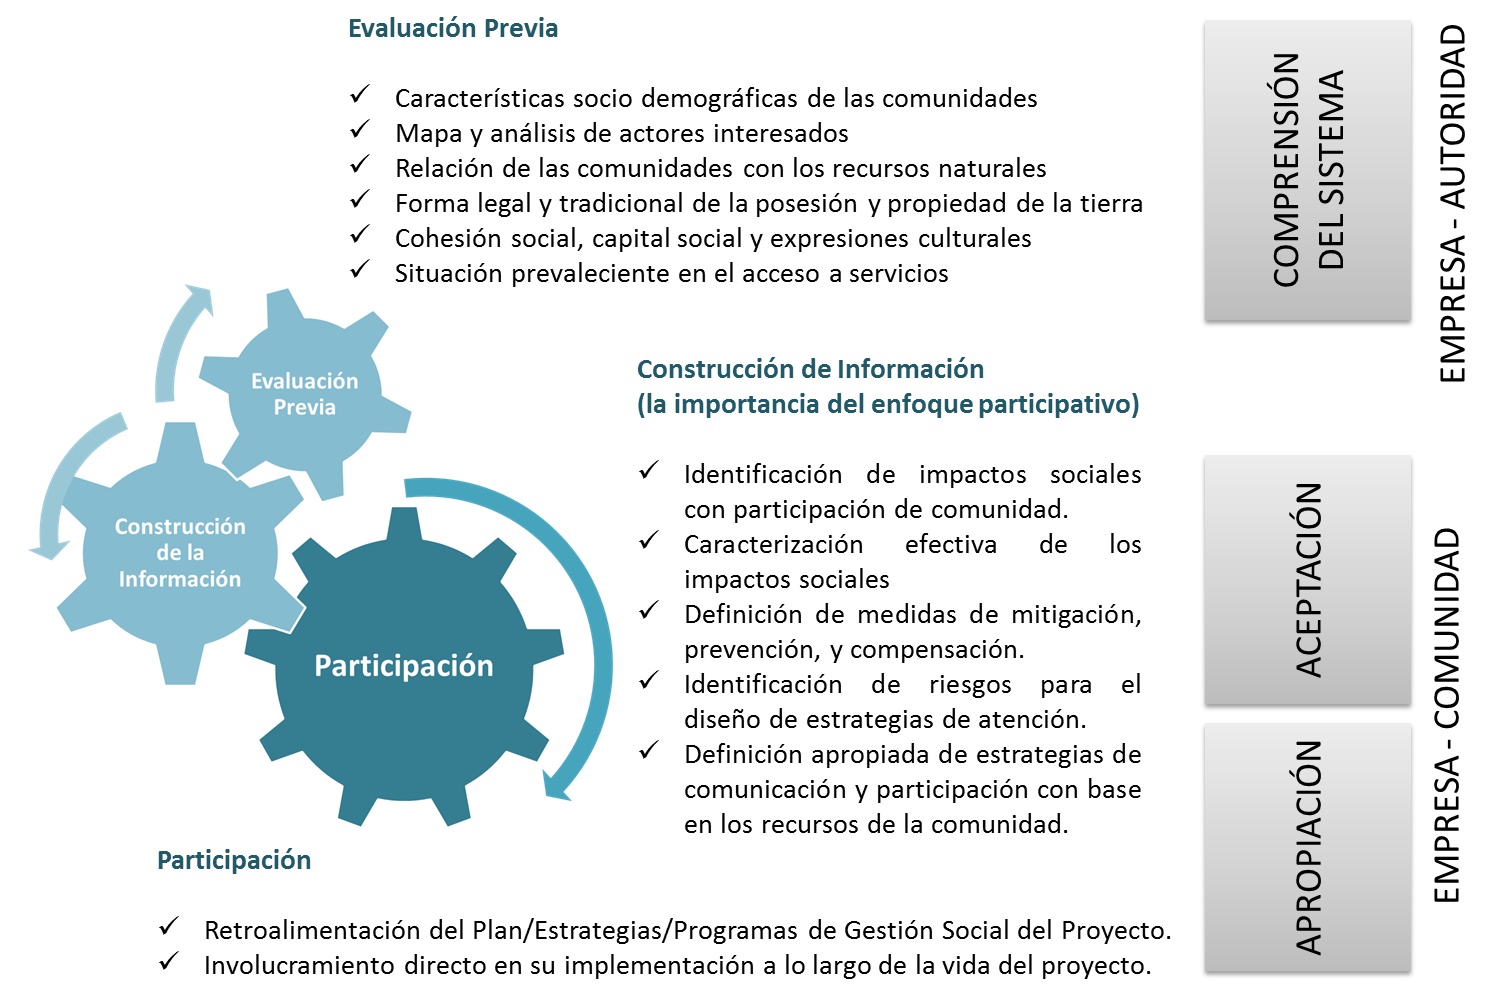 Evaluación Previa
Características socio demográficas de las comunidades
Mapa y análisis de actores interesados
Relación de las comunidades con los recursos naturales
Forma legal y tradicional de la posesión y propiedad de la tierra
Cohesión social, capital social y expresiones culturales
Situación prevaleciente en el acceso a servicios
COMPRENSIÓN
DEL SISTEMA
EMPRESA - AUTORIDAD
Evaluación
Previa
Construcción
de la
Información
Participación
Construcción de Información
(la importancia del enfoque participativo)
Identificación de impactos sociales
con participación de comunidad.
Caracterización efectiva de los
impactos sociales
Definición de medidas de mitigación,
prevención, y compensación.
Identificación de riesgos para el
diseño de estrategias de atención.
Definición apropiada de estrategias de
comunicación y participación con base
en los recursos de la comunidad.
ACEPTACIÓN
APROPIACIÓN
EMPRESA - COMUNIDAD
Participación
Retroalimentación del Plan/Estrategias/Programas de Gestión Social del Proyecto.
Involucramiento directo en su implementación a lo largo de la vida del proyecto.